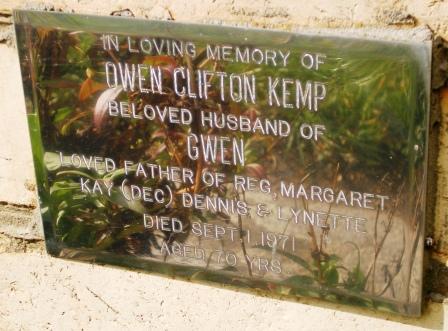 IN LOVING MEMORY OF
OWEN CLIFTON KEMP
BELOVED HUSBAND OF
GWEN
LOVED FATHER OF REG, MARGARET
KAY (DEC) DENNIS, & LYNETTE
DIED SEPT. 1, 1971
AGED 70 YRS